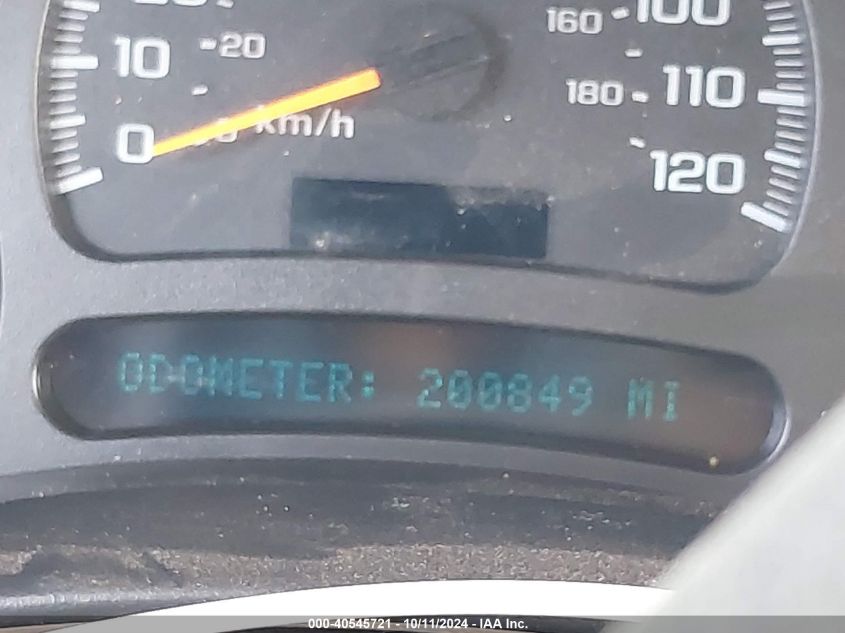 10 20 160 100
180 110
0 km/h
120
ODOMETER: 200849 MI
000-40545721 - 10/11/2024 - IAA Inc.